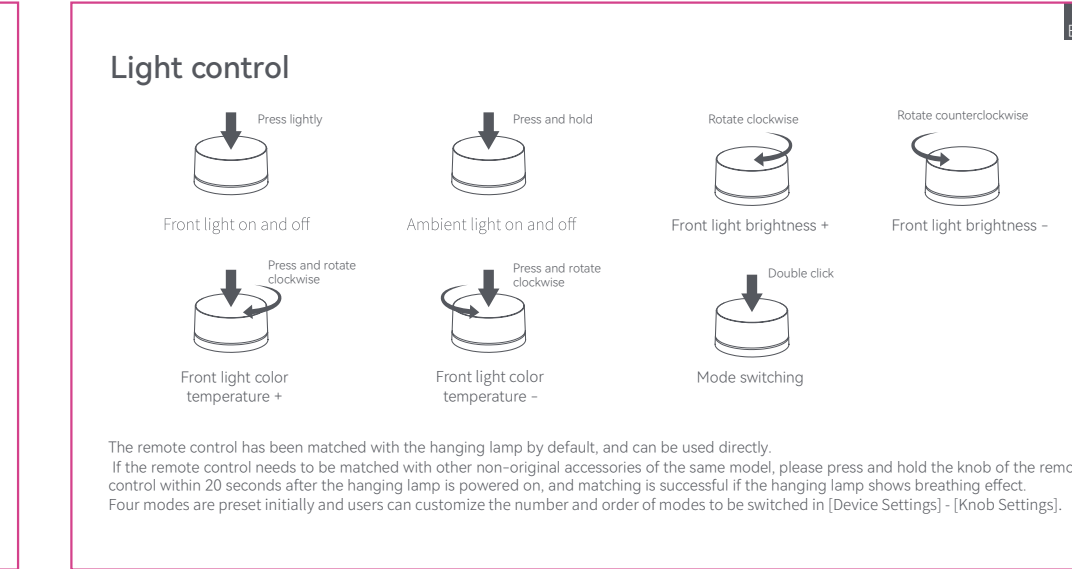 Light control
Press lightly
Press and hold
Rotate clockwise
Rotate counterclockwise
Front light on and off
Ambient light on and off
Front light brightness +
Front light brightness -
Press and rotate
clockwise
Press and rotate
clockwise
Double click
Front light color
temperature +
Front light color
temperature -
Mode switching
The remote control has been matched with the hanging lamp by default, and can be used directly.
If the remote control needs to be matched with other non-original accessories of the same model, please press and hold the knob of the
control within 20 seconds after the hanging lamp is powered on, and matching is successful if the hanging lamp shows breathing effect.
Four modes are preset initially and users can customize the number and order of modes to be switched in [Device Settings] - [Knob Settings].